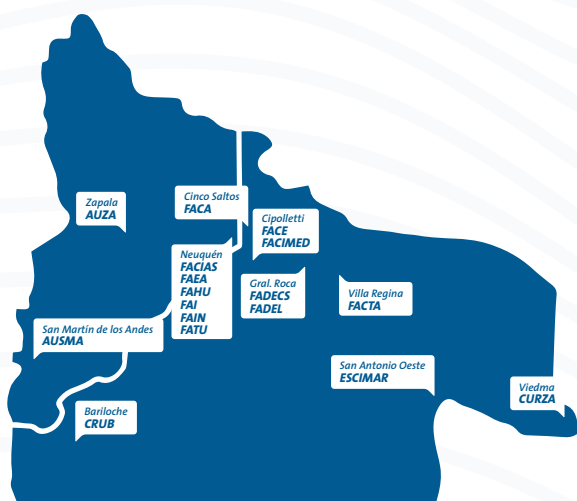 Zapala
AUZA
Cinco Saltos
FACA
Cipolletti
FACE
FACIMED
Neuquén
FACIAS
FAEA
FAHU
FAI
FAIN
FATU
Gral. Roca
FADECS
FADEL
Villa Regina
FACTA
San Martín de los Andes
AUSMA
San Antonio Oeste
ESCIMAR
Viedma
CURZA
Bariloche
CRUB